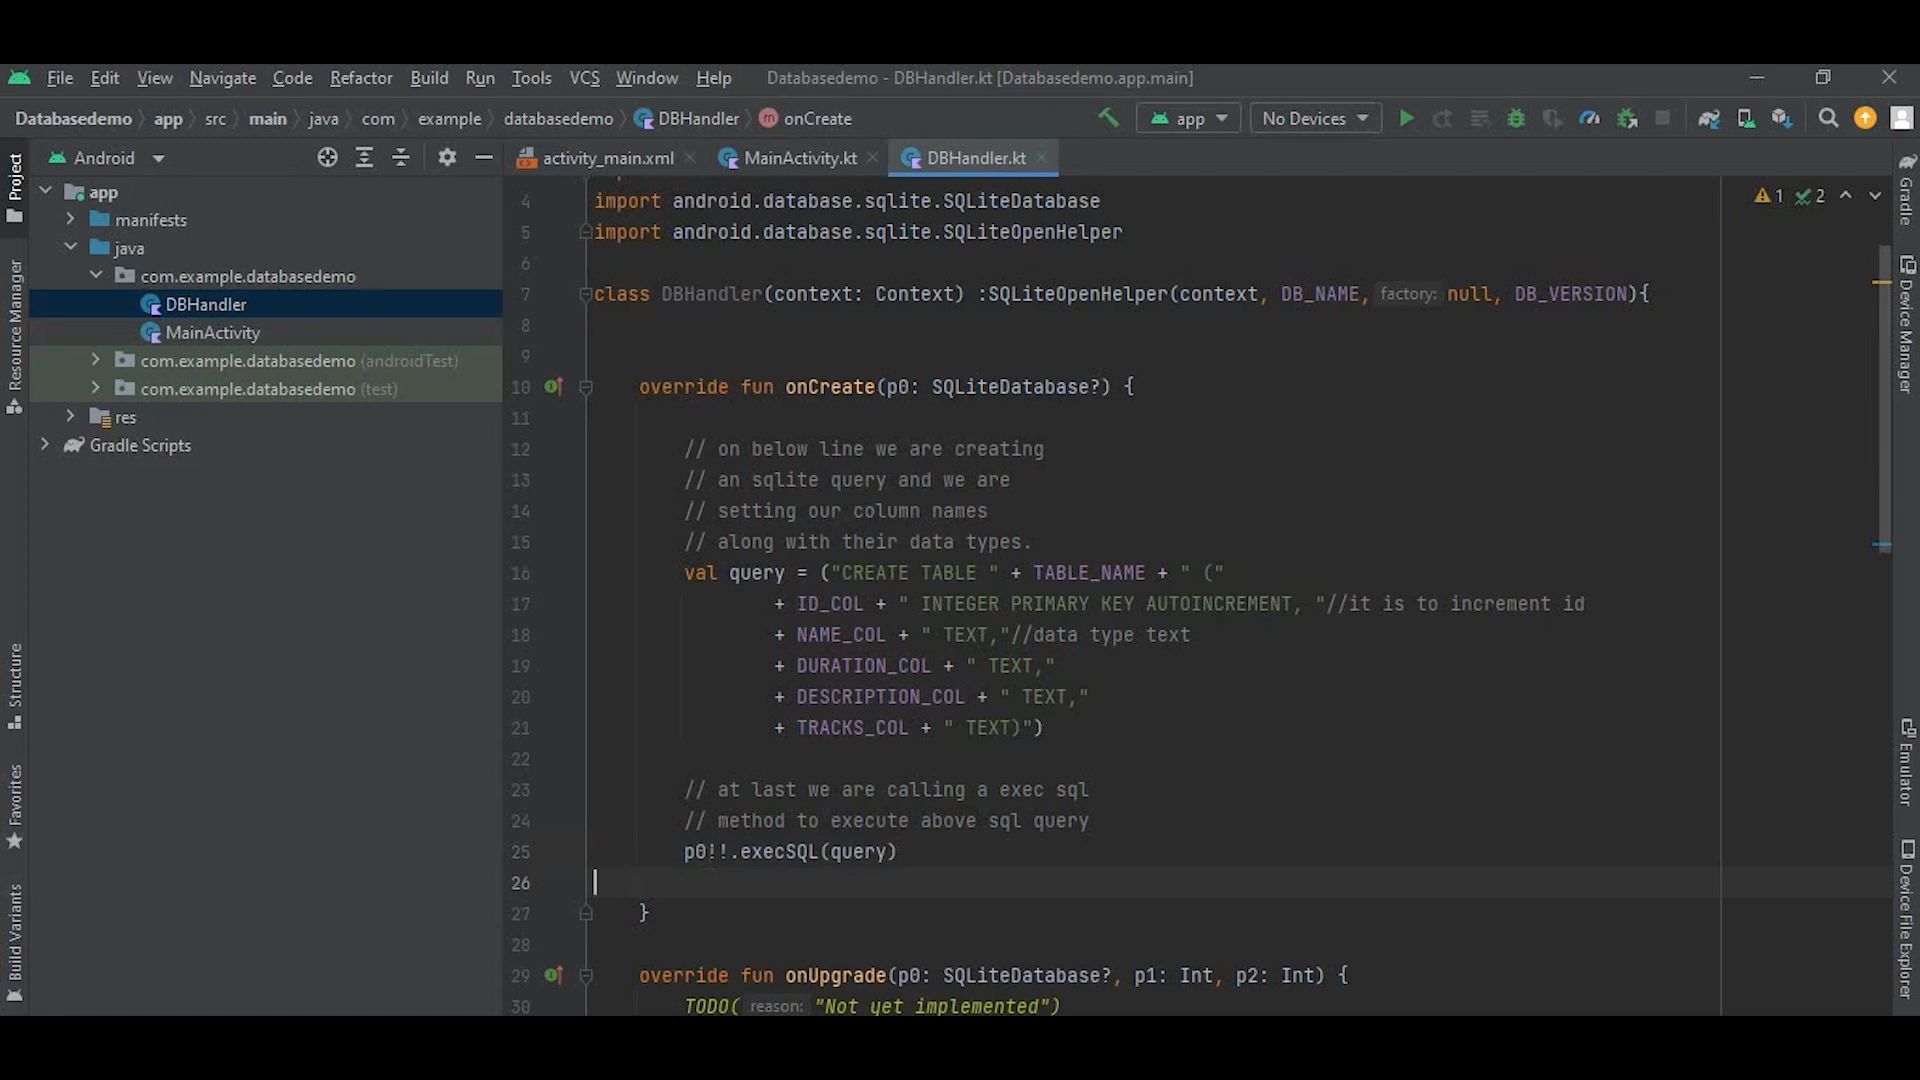 File Edit View Navigate Code Refactor Build Run Tools VCS Window Help Databasedemo - DBHandler.kt [Databasedemo.app.main]
Databasedemo app src main java com example databasedemo DBHandler onCreate app No Devices
Android activity_main.xml MainActivity.kt DBHandler.kt
Project
Resource Manager
Structure
Favorites
Build Variants
app
manifests
java
com.example.databasedemo
DBHandler
MainActivity
com.example.databasedemo (androidTest)
com.example.databasedemo (test)
res
Gradle Scripts
1 2
4 import android.database.sqlite.SQLiteDatabase
5 import android.database.sqlite.SQLiteOpenHelper
6
7 class DBHandler(context: Context) :SQLiteOpenHelper(context, DB_NAME, factory: null, DB_VERSION){
8
9
10 override fun onCreate(p0: SQLiteDatabase?) {
11
12 // on below line we are creating
13 // an sqlite query and we are
14 // setting our column names
15 // along with their data types.
16 val query = ("CREATE TABLE " + TABLE_NAME + " ("
17 + ID_COL + " INTEGER PRIMARY KEY AUTOINCREMENT, "//it is to increment id
18 + NAME_COL + " TEXT,"//data type text
19 + DURATION_COL + " TEXT,"
20 + DESCRIPTION_COL + " TEXT,"
21 + TRACKS_COL + " TEXT)")
22
23 // at last we are calling a exec sql
24 // method to execute above sql query
25 p0!!.execSQL(query)
26
27 }
28
29 override fun onUpgrade(p0: SQLiteDatabase?, p1: Int, p2: Int) {
30 TODO( reason: "Not yet implemented")
Gradle
Device Manager
Emulator
Device File Explorer